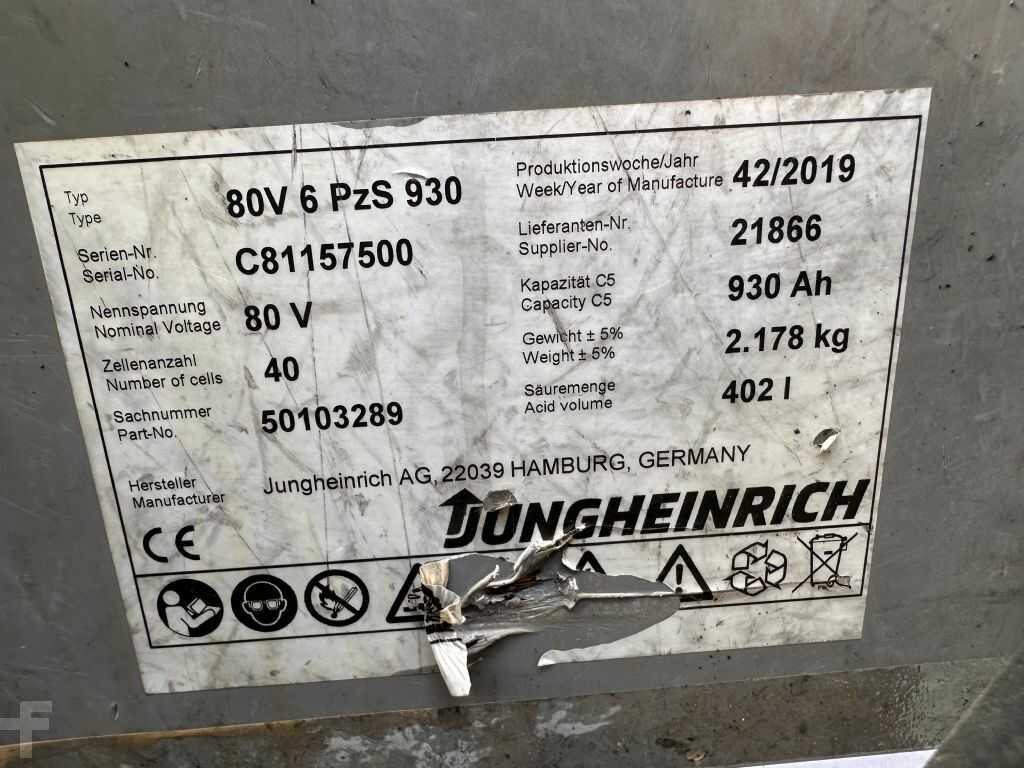 Typ
Type
80V 6 PzS 930
Serien-Nr.
Serial-No.
C81157500
Nennspannung
Nominal Voltage
80 V
Zellenanzahl
Number of cells
40
Sachnummer
Part-No.
50103289
Produktionswoche/Jahr
Week/Year of Manufacture
42/2019
Lieferanten-Nr.
Supplier-No.
21866
Kapazität C5
Capacity C5
930 Ah
Gewicht ± 5%
Weight ± 5%
2.178 kg
Säuremenge
Acid volume
402 l
Hersteller
Manufacturer
Jungheinrich AG, 22039 HAMBURG, GERMANY
JUNGHEINRICH
CE
F